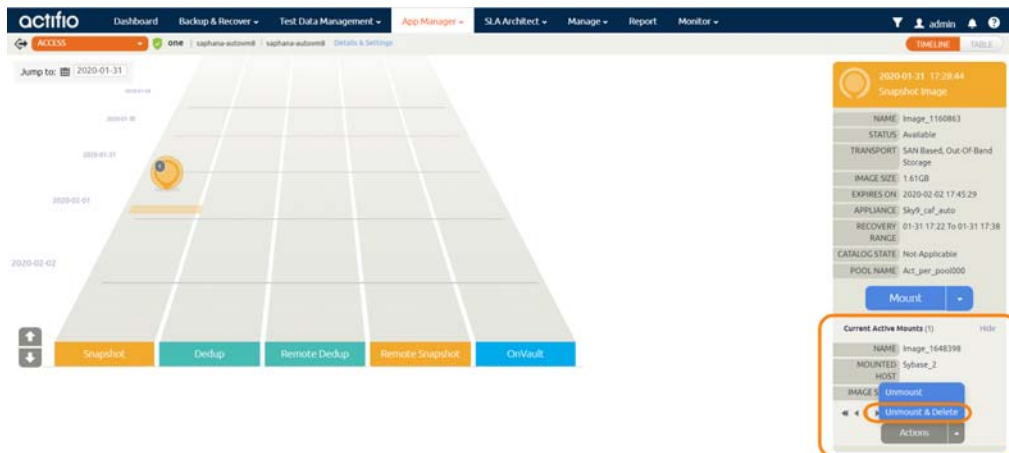 actifio Dashboard Backup & Recover Test Data Management App Manager SLA Architect Manage Report Monitor admin ?
ACCESS one | saphana-autovm8 | saphana-autovm8 Details & Settings TIMELINE TABLE
Jump to: 2020-01-31
2020-01-31
2020-02-01
2020-02-02
Snapshot Dedup Remote Dedup Remote Snapshot OnVault
2020-01-31 17:28:44
Snapshot Image
NAME Image_1160863
STATUS Available
TRANSPORT SAN Based, Out-Of-Band
Storage
IMAGE SIZE 1.61GB
EXPIRES ON 2020-02-02 17:45:29
APPLIANCE Sky9_caf_auto
RECOVERY 01-31 17:22 To 01-31 17:38
RANGE
CATALOG STATE Not Applicable
POOL NAME Act_per_pool000
Mount
Current Active Mounts (1) Hide
NAME Image_1648398
MOUNTED Sybase_2
HOST
IMAGE S
Unmount
Unmount & Delete
Actions